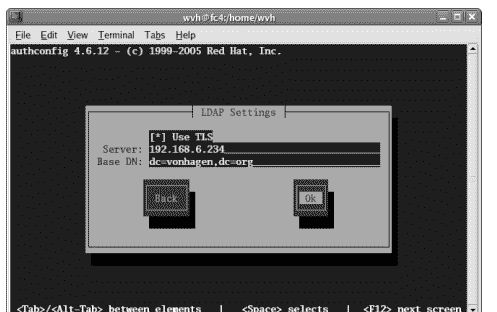 wvh@fc4:/home/wvh
File Edit View Terminal Tabs Help
authconfig 4.6.12 - (c) 1999-2005 Red Hat, Inc.
LDAP Settings
[*] Use TLS
Server: 192.168.6.234
Base DN: dc=vonhagen,dc=org
Back Ok
<Tab>/<Alt-Tab> between elements | <Space> selects | <F12> next screen